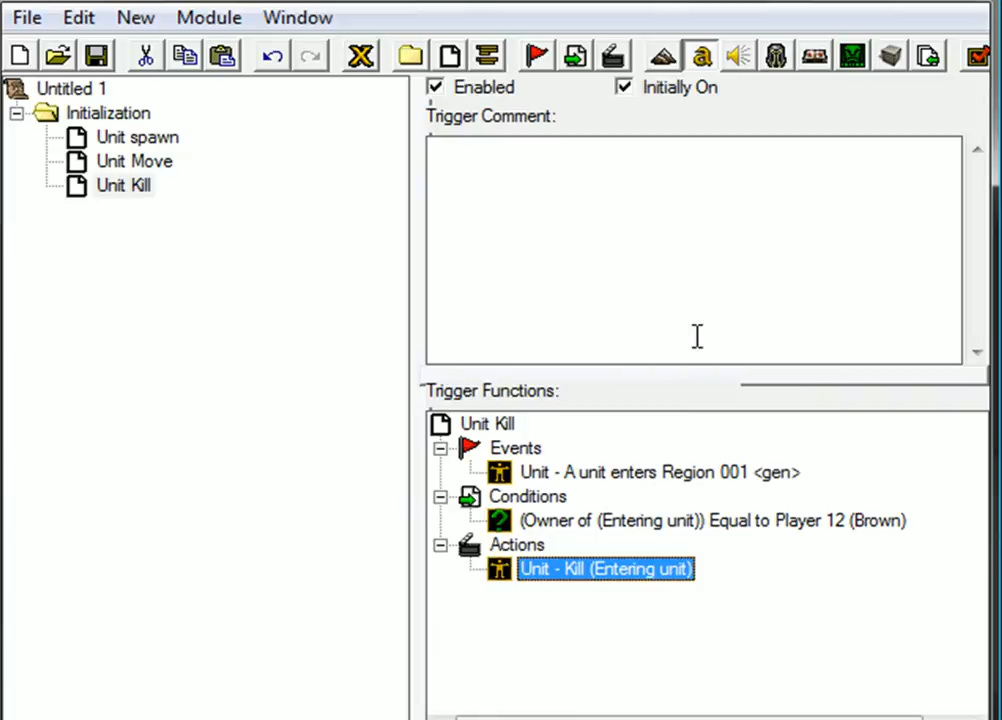 File Edit New Module Window
Untitled 1
Initialization
Unit spawn
Unit Move
Unit Kill
Enabled Initially On
Trigger Comment:
Trigger Functions:
Unit Kill
Events
Unit - A unit enters Region 001 <gen>
Conditions
(Owner of (Entering unit)) Equal to Player 12 (Brown)
Actions
Unit - Kill (Entering unit)